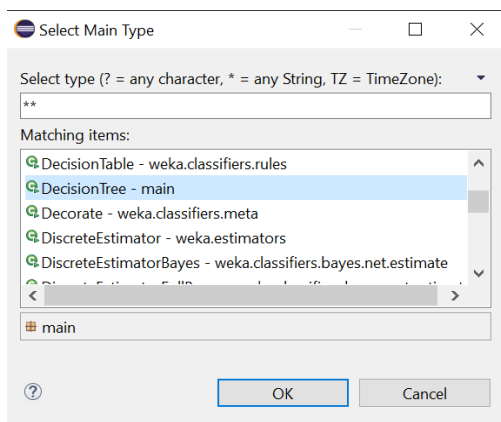 Select Main Type
Select type (? = any character, * = any String, TZ = TimeZone):
**
Matching items:
DecisionTable - weka.classifiers.rules
DecisionTree - main
Decorate - weka.classifiers.meta
DiscreteEstimator - weka.estimators
DiscreteEstimatorBayes - weka.classifiers.bayes.net.estimate
main
OK
Cancel